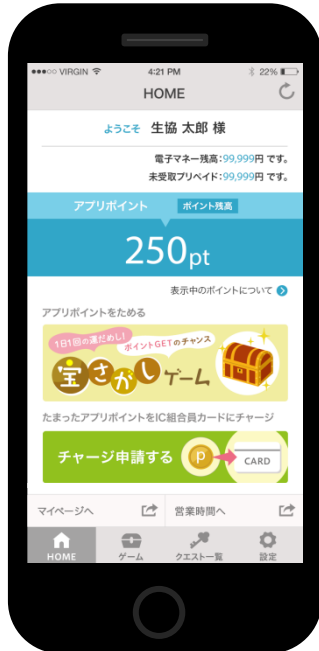 VIRGIN 4:21 PM 22%
HOME
ようこそ 生協 太郎 様
電子マネー残高:99,999円 です。
未受取プリペイド:99,999円 です。
アプリポイント ポイント残高
250pt
表示中のポイントについて
アプリポイントをためる
1日1回の運だめし!
ポイントGETのチャンス
宝さがしゲーム
たまったアプリポイントをIC組合員カードにチャージ
チャージ申請する P CARD
マイページへ 営業時間へ
HOME ゲーム クエスト一覧 設定